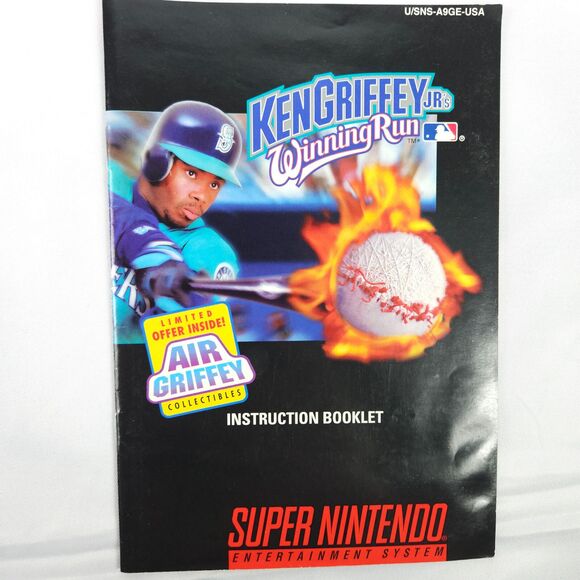 U/SNS-A9GE-USA
KEN GRIFFEY JR's
Winning Run TM ®
S
ERS
LIMITED
OFFER INSIDE!
AIR
GRIFFEY
COLLECTIBLES
INSTRUCTION BOOKLET
SUPER NINTENDO®
ENTERTAINMENT SYSTEM